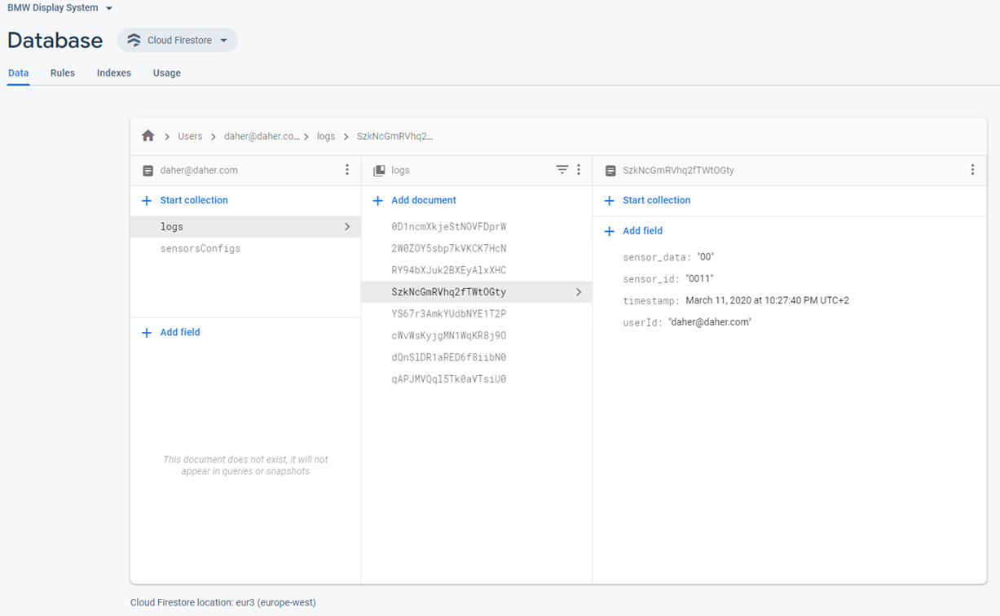 BMW Display System
Database
Cloud Firestore
Data Rules Indexes Usage
Users daher@daher.co... logs SzkNcGmRVhq2...
daher@daher.com
Start collection
logs
sensorsConfigs
Add field
This document does not exist, it will not
appear in queries or snapshots
logs
Add document
0D1ncmXkjeStNOVFDprW
2W0ZOY5sbp7kVKCK7HcN
RY94bXJuk2BXEyAlxXHC
SzkNcGmRVhq2fTWtOGty
YS67r3AmkYUdbNYE1T2P
cWvWsKyjgMN1WqKR8j9O
dQnSlDR1aRED6f8iibN0
qAPJMVQql5Tk0aVTsiU0
SzkNcGmRVhq2fTWtOGty
Start collection
Add field
sensor_data: "00"
sensor_id: "0011"
timestamp: March 11, 2020 at 10:27:40 PM UTC+2
userId: "daher@daher.com"
Cloud Firestore location: eur3 (europe-west)